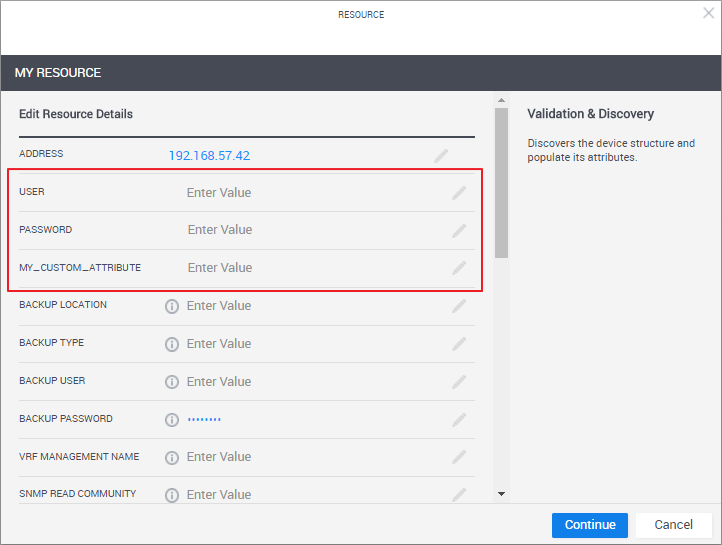 RESOURCE
MY RESOURCE
Edit Resource Details
ADDRESS 192.168.57.42
USER Enter Value
PASSWORD Enter Value
MY_CUSTOM_ATTRIBUTE Enter Value
BACKUP LOCATION Enter Value
BACKUP TYPE Enter Value
BACKUP USER Enter Value
BACKUP PASSWORD ••••••••
VRF MANAGEMENT NAME Enter Value
SNMP READ COMMUNITY Enter Value
Validation & Discovery
Discovers the device structure and
populate its attributes.
Continue Cancel